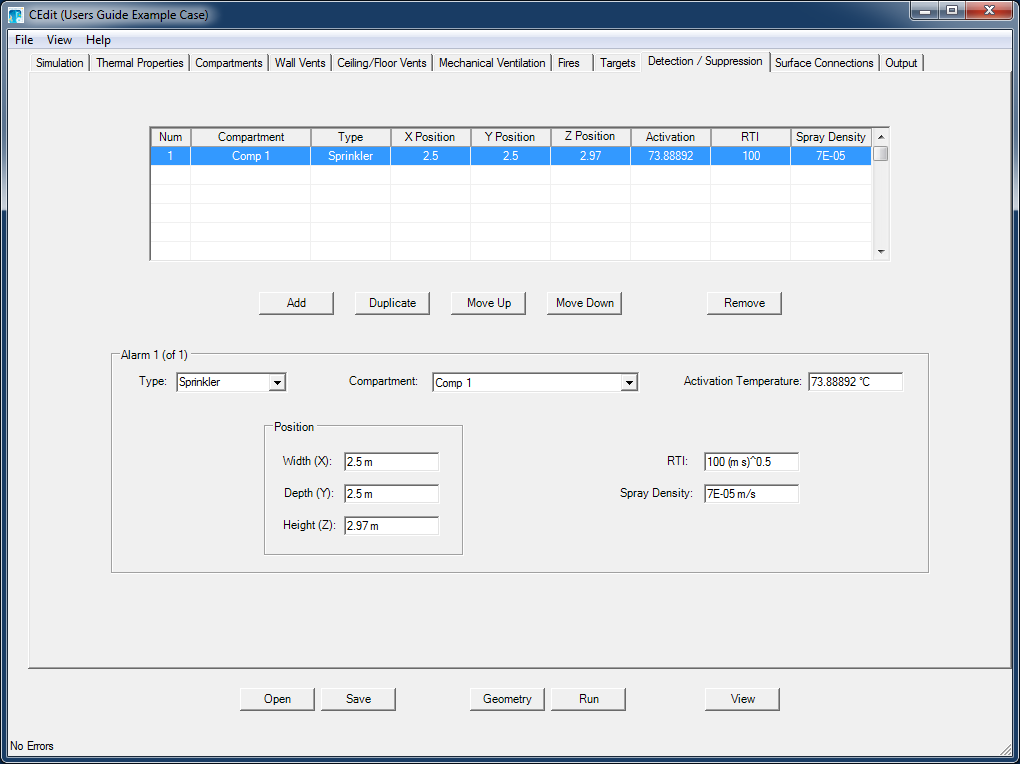 CEdit (Users Guide Example Case)
File View Help
Simulation Thermal Properties Compartments Wall Vents Ceiling/Floor Vents Mechanical Ventilation Fires Targets Detection / Suppression Surface Connections Output
Num Compartment Type X Position Y Position Z Position Activation RTI Spray Density
1 Comp 1 Sprinkler 2.5 2.5 2.97 73.88892 100 7E-05
Add Duplicate Move Up Move Down Remove
Alarm 1 (of 1)
Type: Sprinkler Compartment: Comp 1 Activation Temperature: 73.88892 °C
Position
Width (X): 2.5 m RTI: 100 (m s)^0.5
Depth (Y): 2.5 m Spray Density: 7E-05 m/s
Height (Z): 2.97 m
Open Save Geometry Run View
No Errors